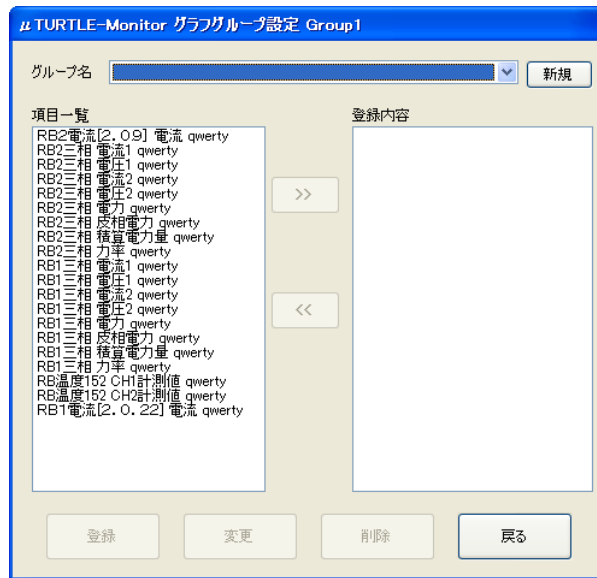 μTURTLE-Monitor グラフグループ設定 Group1
グループ名
新規
項目一覧
RB2電流[2. 0.9] 電流 qwerty
RB2三相 電流1 qwerty
RB2三相 電圧1 qwerty
RB2三相 電流2 qwerty
RB2三相 電圧2 qwerty
RB2三相 電力 qwerty
RB2三相 皮相電力 qwerty
RB2三相 積算電力量 qwerty
RB2三相 力率 qwerty
RB1三相 電流1 qwerty
RB1三相 電圧1 qwerty
RB1三相 電流2 qwerty
RB1三相 電圧2 qwerty
RB1三相 電力 qwerty
RB1三相 皮相電力 qwerty
RB1三相 積算電力量 qwerty
RB1三相 力率 qwerty
RB温度152 CH1計測値 qwerty
RB温度152 CH2計測値 qwerty
RB1電流[2. 0. 22] 電流 qwerty
>>
<<
登録内容
登録
変更
削除
戻る